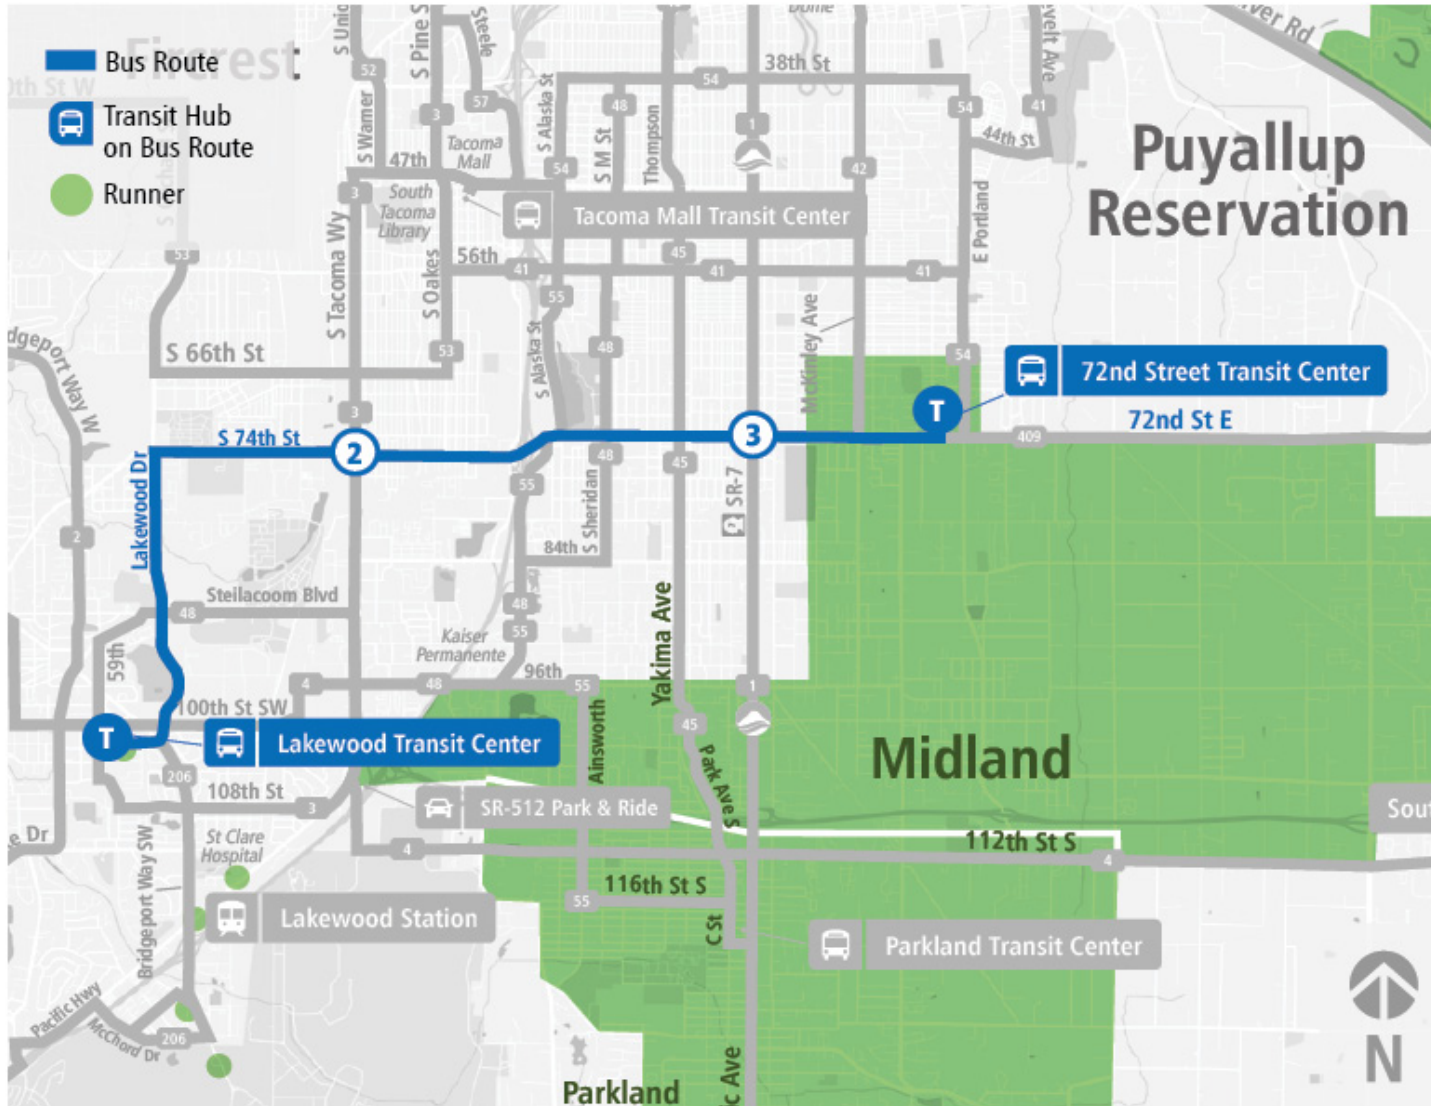 Bus Route
Transit Hub
on Bus Route
Runner
Fircrest
S Warner
52
S Pine S
Steele
57
3
Tacoma
Mall
47th
3
South
Tacoma
Library
S Alaska St
54
48
S M St
Thompson
54
38th St
1
42
54
41
44th St
E Portland
Puyallup
Reservation
River Rd
Tacoma Mall Transit Center
53
S Tacoma Wy
S Oakes
56th
41
45
41
41
55
S Alaska St
48
McKinley Ave
54
S 66th St
53
3
72nd Street Transit Center
T
72nd St E
409
S 74th St
2
3
Lakewood Dr
55
48
45
S Sheridan
SR-7
84th
2
Steilacoom Blvd
48
59th
48
55
Kaiser
Permanente
96th
4
48
55
Yakima Ave
1
100th St SW
T
Lakewood Transit Center
Ainsworth
45
Park Ave S
Midland
206
108th St
3
SR-512 Park & Ride
St Clare
Hospital
4
112th St S
4
116th St S
55
C St
Bridgeport Way SW
Lakewood Station
Parkland Transit Center
Pacific Hwy
McChord Dr
206
Parkland
N